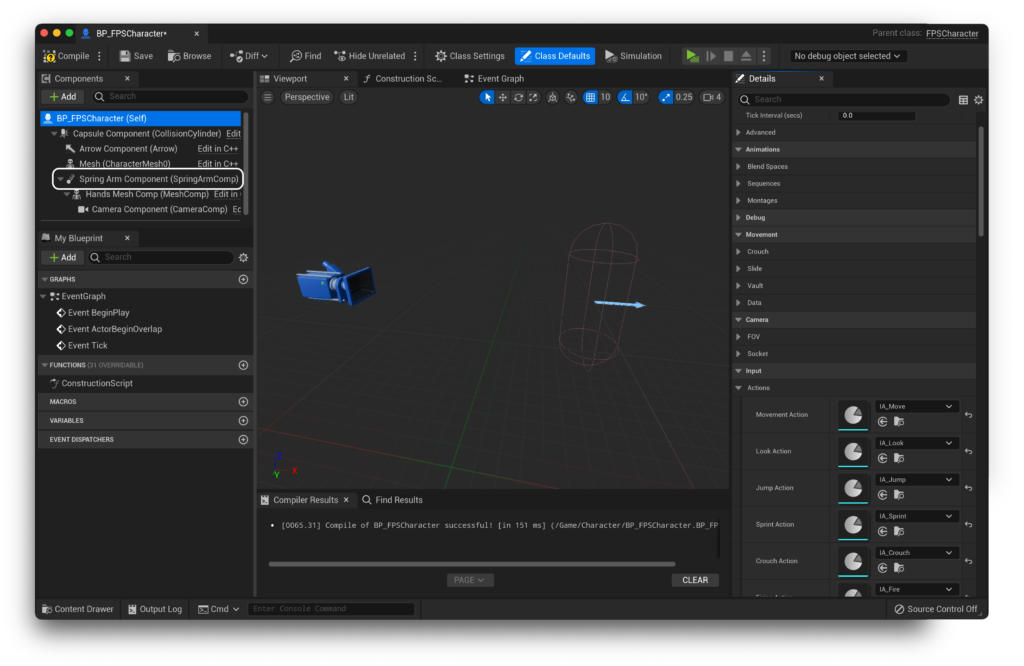 BP_FPSCharacter*
Parent class: FPSCharacter
Compile Save Browse Diff Find Hide Unrelated Class Settings Class Defaults Simulation No debug object selected
Components
Add Search
BP_FPSCharacter (Self)
Capsule Component (CollisionCylinder) Edit
Arrow Component (Arrow) Edit in C++
Mesh (CharacterMesh0) Edit in C++
Spring Arm Component (SpringArmComp)
Hands Mesh Comp (MeshComp) Edit in
Camera Component (CameraComp) Ec
My Blueprint
Add Search
GRAPHS
EventGraph
Event BeginPlay
Event ActorBeginOverlap
Event Tick
FUNCTIONS (31 OVERRIDABLE)
ConstructionScript
MACROS
VARIABLES
EVENT DISPATCHERS
Viewport Construction Sc... Event Graph
Perspective Lit 10 10° 0.25 4
Z
Y X
Compiler Results Find Results
[0065.31] Compile of BP_FPSCharacter successful! [in 151 ms] (/Game/Character/BP_FPSCharacter.BP_FP
PAGE CLEAR
Details
Search
Tick Interval (secs) 0.0
Advanced
Animations
Blend Spaces
Sequences
Montages
Debug
Movement
Crouch
Slide
Vault
Data
Camera
FOV
Socket
Input
Actions
Movement Action IA_Move
Look Action IA_Look
Jump Action IA_Jump
Sprint Action IA_Sprint
Crouch Action IA_Crouch
IA_Fire
Content Drawer Output Log Cmd Enter Console Command Source Control Off